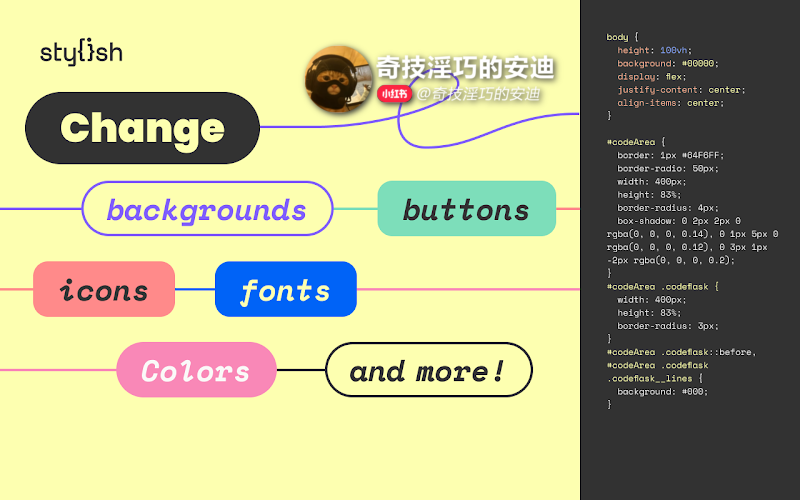 styl{i}sh
奇技淫巧的安迪
小红书 @奇技淫巧的安迪
Change
backgrounds
buttons
icons
fonts
Colors
and more!
body {
height: 100vh;
background: #00000;
display: flex;
justify-content: center;
align-items: center;
}
#codeArea {
border: 1px #64F6FF;
border-radio: 50px;
width: 400px;
height: 83%;
border-radius: 4px;
box-shadow: 0 2px 2px 0
rgba(0, 0, 0, 0.14), 0 1px 5px 0
rgba(0, 0, 0, 0.12), 0 3px 1px
-2px rgba(0, 0, 0, 0.2);
}
#codeArea .codeflask {
width: 400px;
height: 83%;
border-radius: 3px;
}
#codeArea .codeflask::before,
#codeArea .codeflask
.codeflask__lines {
background: #000;
}